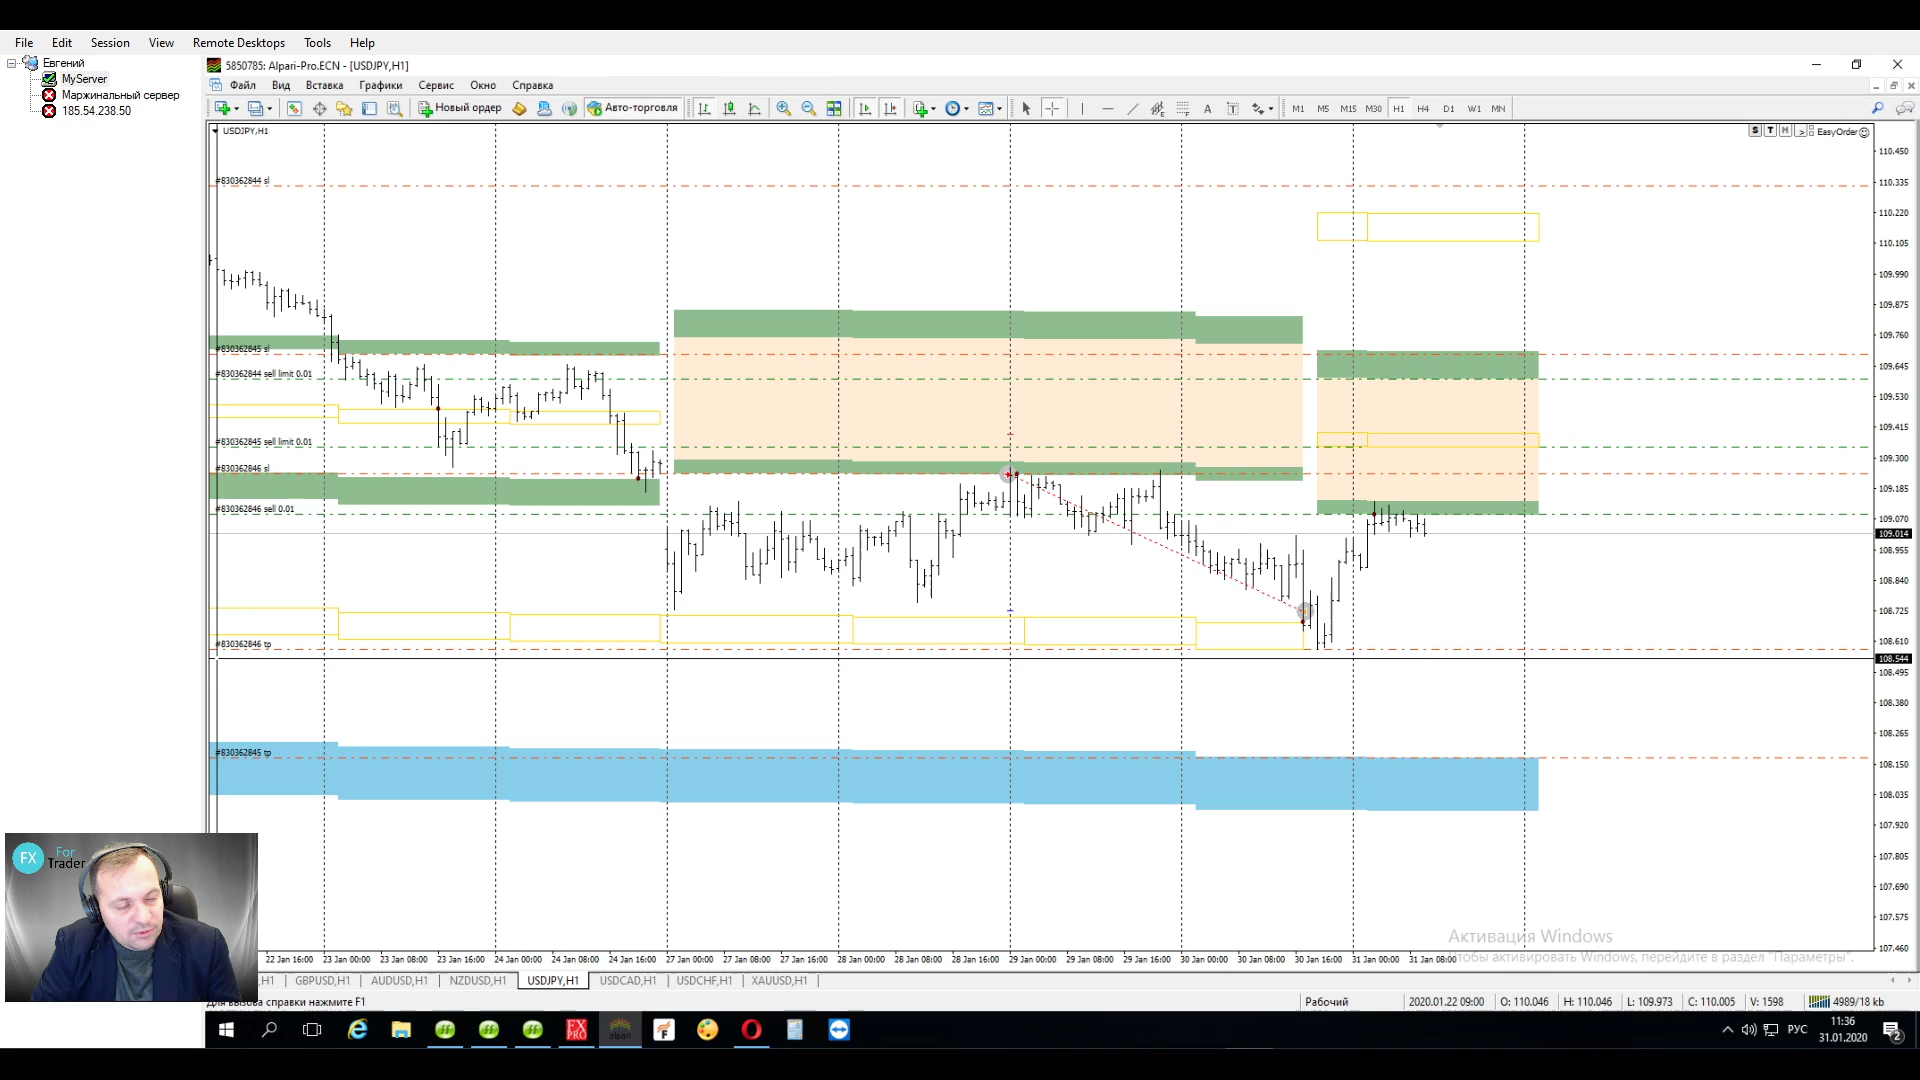 File Edit Session View Remote Desktops Tools Help
Евгений
MyServer
Маржинальный сервер
185.54.238.50
5850785: Alpari-Pro.ECN - [USDJPY,H1]
Файл Вид Вставка Графики Сервис Окно Справка
Новый ордер Авто-торговля A T M1 M5 M15 M30 H1 H4 D1 W1 MN
USDJPY,H1
S T H > EasyOrder
110.450
110.335
110.220
110.105
109.990
109.875
109.760
109.645
109.530
109.415
109.300
109.185
109.070
109.014
108.955
108.840
108.725
108.610
108.544
108.495
108.380
108.265
108.150
108.035
107.920
107.805
107.690
107.575
107.460
#830362844 sl
#830362845 sl
#830362844 sell limit 0.01
#830362845 sell limit 0.01
#830362846 sl
#830362846 sell 0.01
#830362846 tp
#830362845 tp
FX For
Trader
Активация Windows
Чтобы активировать Windows, перейдите в раздел "Параметры".
22 Jan 16:00 23 Jan 00:00 23 Jan 08:00 23 Jan 16:00 24 Jan 00:00 24 Jan 08:00 24 Jan 16:00 27 Jan 00:00 27 Jan 08:00 27 Jan 16:00 28 Jan 00:00 28 Jan 08:00 28 Jan 16:00 29 Jan 00:00 29 Jan 08:00 29 Jan 16:00 30 Jan 00:00 30 Jan 08:00 30 Jan 16:00 31 Jan 00:00 31 Jan 08:00
,H1 GBPUSD,H1 AUDUSD,H1 NZDUSD,H1 USDJPY,H1 USDCAD,H1 USDCHF,H1 XAUUSD,H1
Для вызова справки нажмите F1
Рабочий 2020.01.22 09:00 O: 110.046 H: 110.046 L: 109.973 C: 110.005 V: 1598 4989/18 kb
FX PRO alpari F РУС
11:36
31.01.2020
2